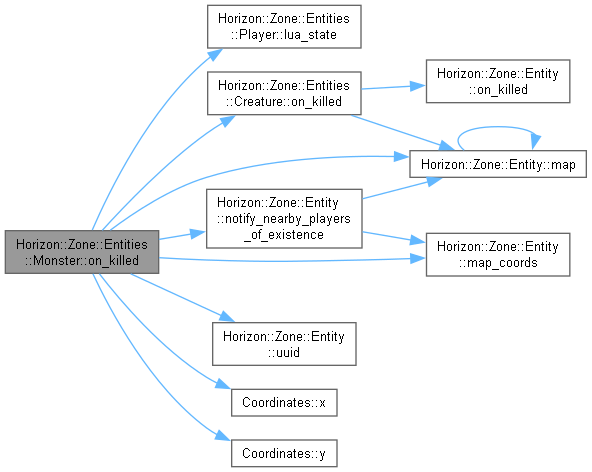 Horizon::Zone::Entities
::Player::lua_state
Horizon::Zone::Entities
::Creature::on_killed
Horizon::Zone::Entity
::on_killed
Horizon::Zone::Entity::map
Horizon::Zone::Entity
::notify_nearby_players
_of_existence
Horizon::Zone::Entities
::Monster::on_killed
Horizon::Zone::Entity
::map_coords
Horizon::Zone::Entity
::uuid
Coordinates::x
Coordinates::y